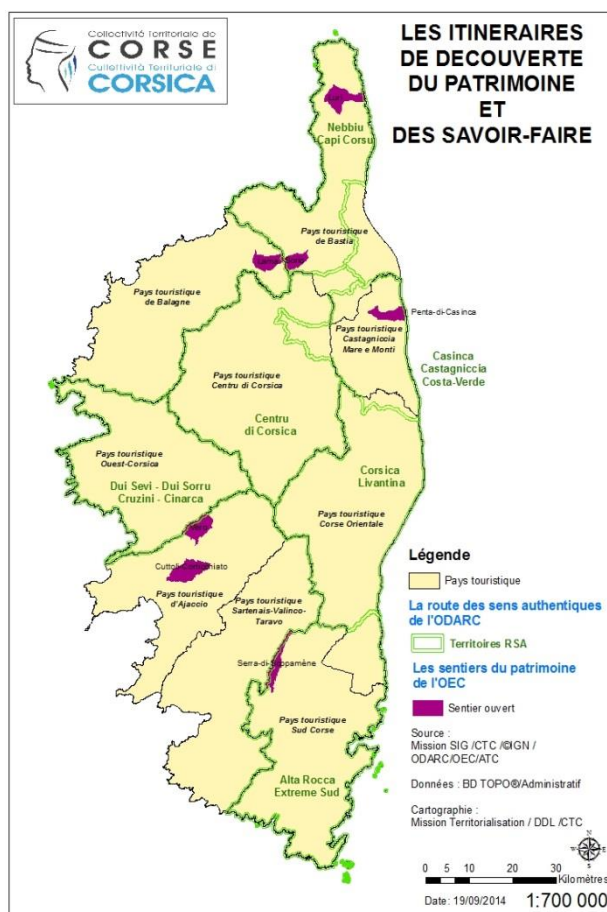 Collectivité Territoriale de
CORSE
Cullettività Territuriale di
CORSICA
LES ITINERAIRES
DE DECOUVERTE
DU PATRIMOINE
ET
DES SAVOIR-FAIRE
Nebbiu
Capi Corsu
Pays touristique
de Bastia
Pays touristique
de Balagne
Penta-di-Casinca
Pays touristique
Castagniccia
Mare e Monti
Casinca
Castagniccia
Costa-Verde
Pays touristique
Centru di Corsica
Centru
di Corsica
Pays touristique
Ouest-Corsica
Dui Sevi - Dui Sorru
Cruzini - Cinarca
Corsica
Livantina
Pays touristique
Corse Orientale
Pays touristique
d'Ajaccio
Pays touristique
Sartenais-Valinco-
Taravo
Pays touristique
Sud Corse
Alta Rocca
Extreme Sud
Légende
Pays touristique
La route des sens authentiques
de l'ODARC
Territoires RSA
Les sentiers du patrimoine
de l'OEC
Sentier ouvert
Source :
Mission SIG /CTC /©IGN /
ODARC/OEC/ATC
Données : BD TOPO®/Administratif
Cartographie :
Mission Territorialisation / DDL /CTC
0 5 10 20 30
Kilomètres
Date: 19/09/2014
1:700 000